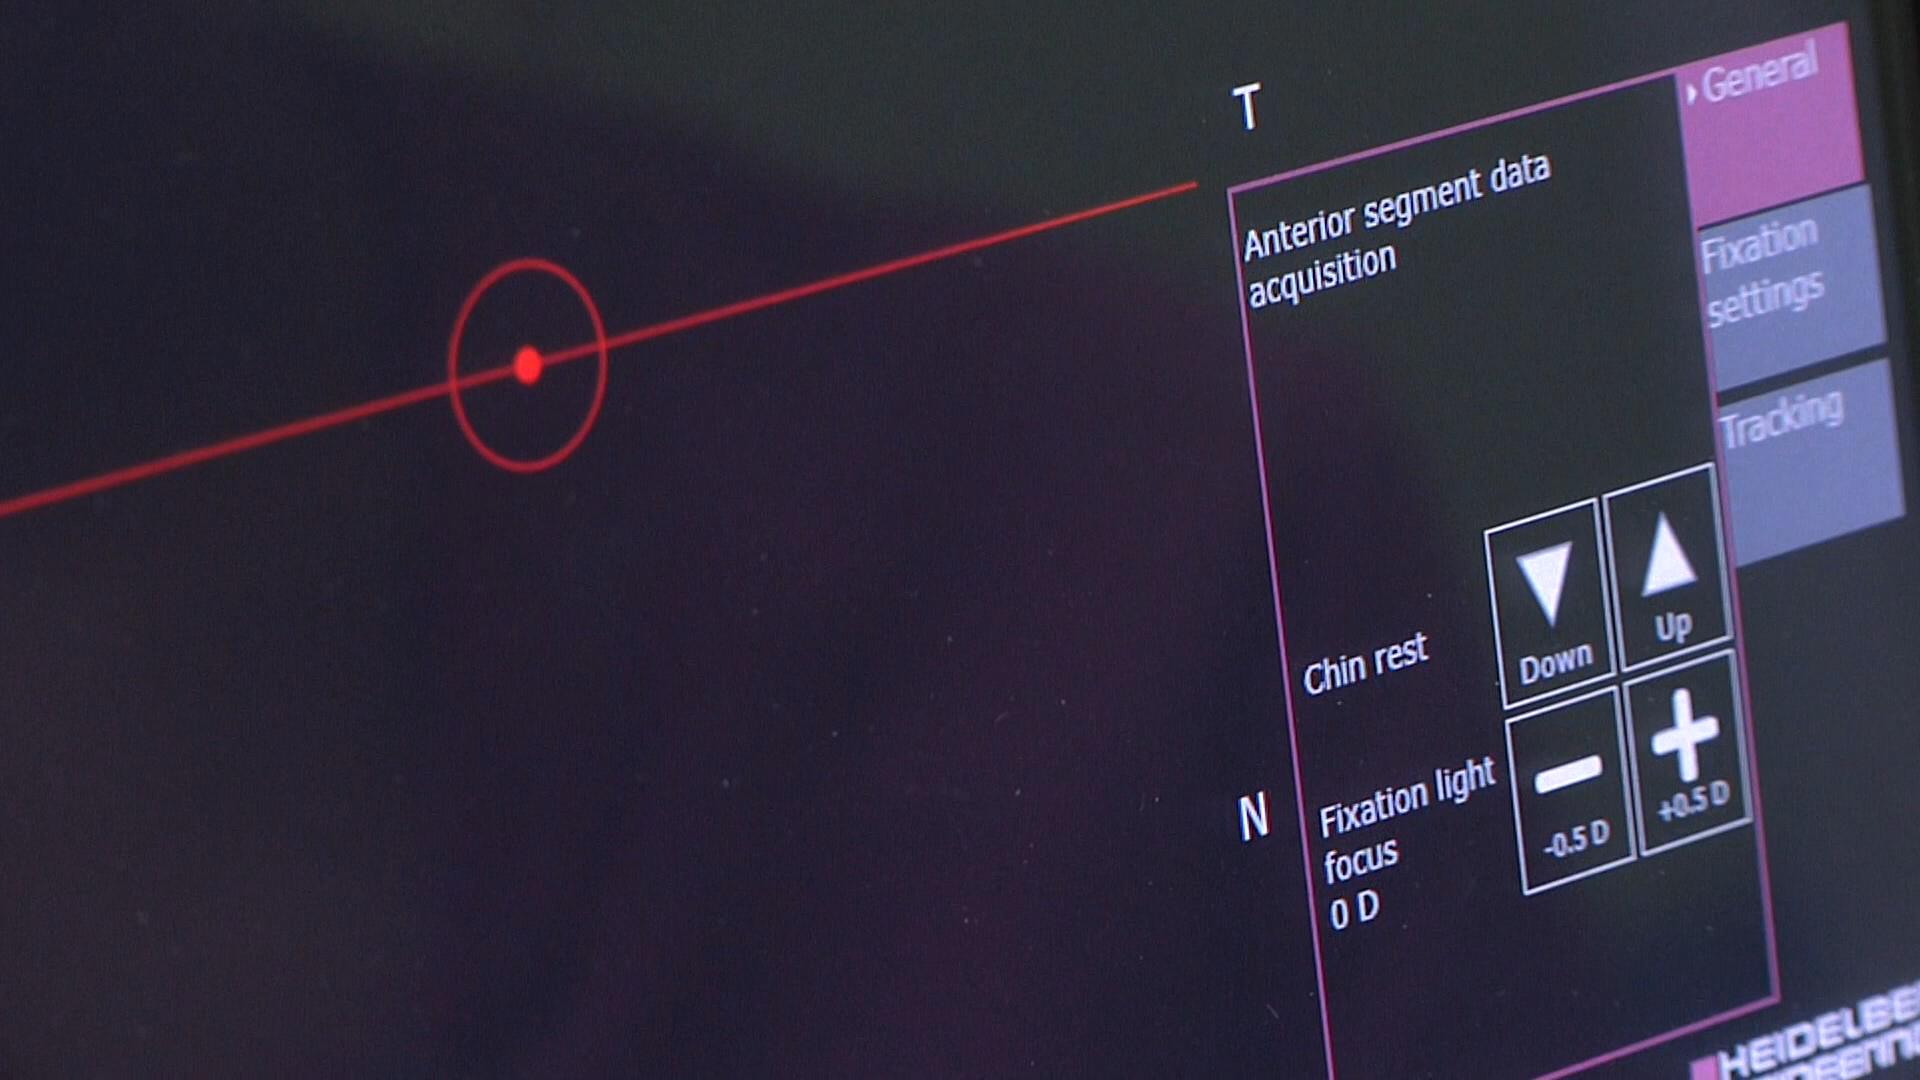 T
Anterior segment data
acquisition
General
Fixation
settings
Tracking
Chin rest
Down
Up
N
Fixation light
focus
0 D
-0.5 D
+0.5 D